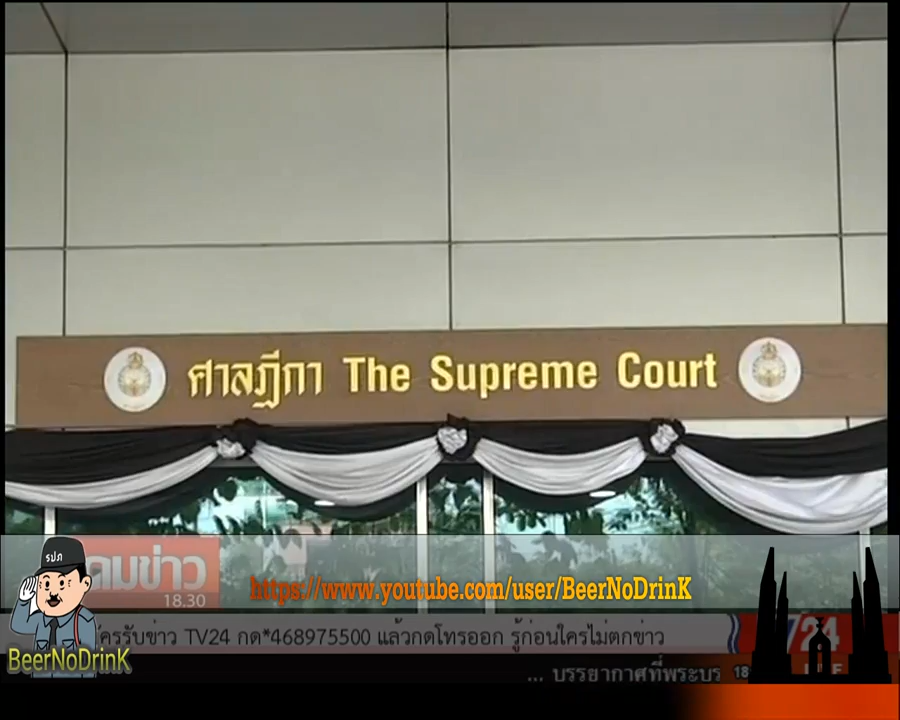 ศาลฎีกา The Supreme Court
คมข่าว
18.30
https://www.youtube.com/user/BeerNoDrinK
รปภ
ครรับข่าว TV24 กด*468975500 แล้วกดโทรออก รู้ก่อนใครไม่ตกข่าว
24
BeerNoDrinK
... บรรยากาศที่พระบร